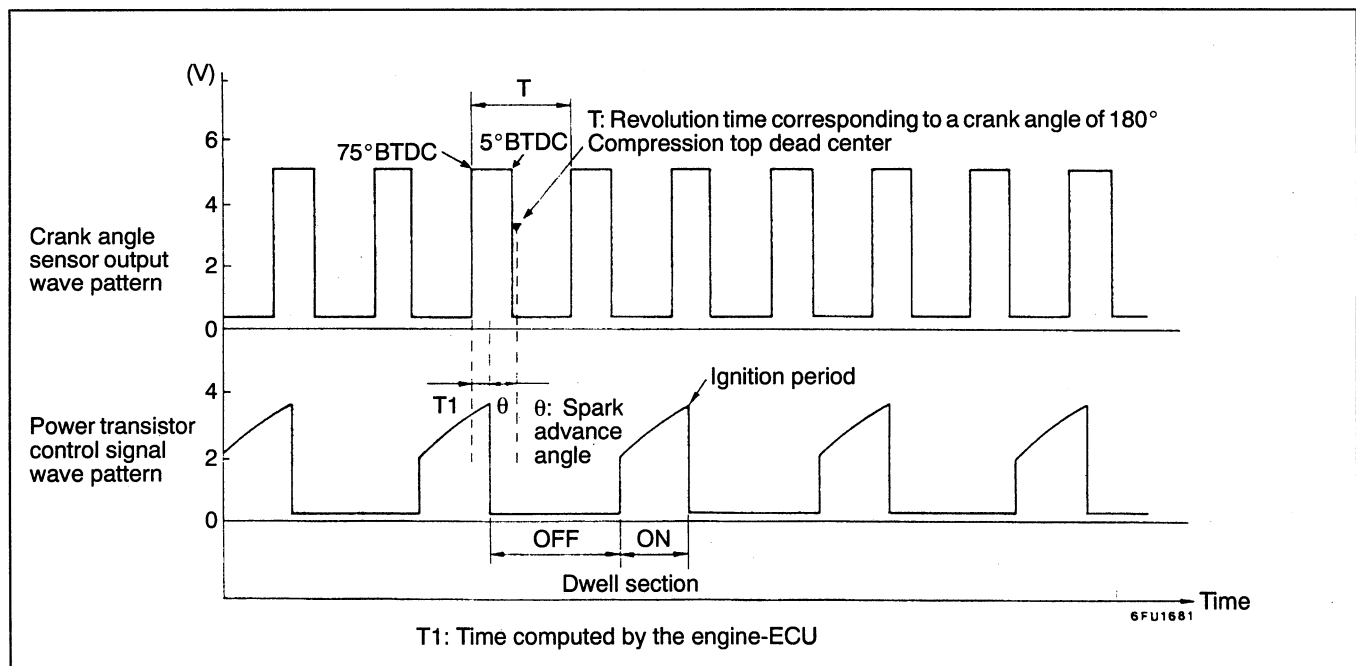 (V)
T
T: Revolution time corresponding to a crank angle of 180°
Compression top dead center
75°BTDC
5°BTDC
6
4
2
0
Crank angle
sensor output
wave pattern
T1
θ
θ: Spark
advance
angle
Ignition period
4
2
0
Power transistor
control signal
wave pattern
OFF
ON
Dwell section
Time
6FU1681
T1: Time computed by the engine-ECU